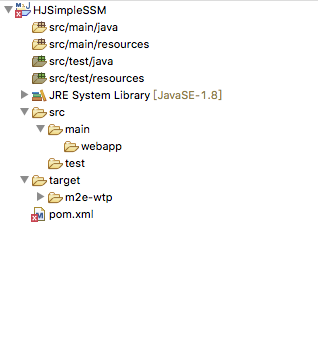 HJSimpleSSM
src/main/java
src/main/resources
src/test/java
src/test/resources
JRE System Library [JavaSE-1.8]
src
main
webapp
test
target
m2e-wtp
pom.xml